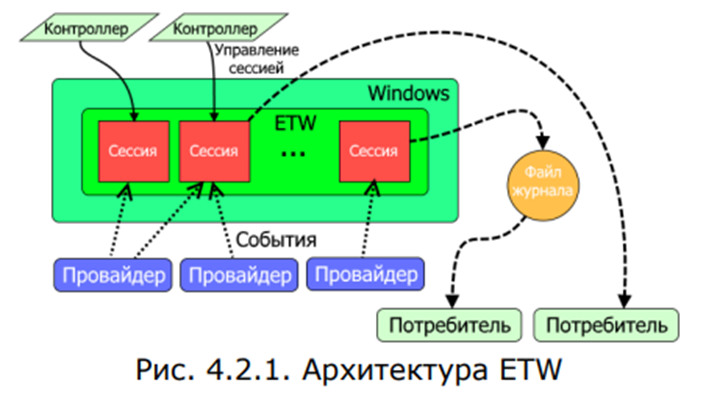 Контроллер
Контроллер
Управление
сессией
Windows
ETW
Сессия
Сессия
...
Сессия
Файл
журнала
События
Провайдер
Провайдер
Провайдер
Потребитель
Потребитель
Рис. 4.2.1. Архитектура ETW